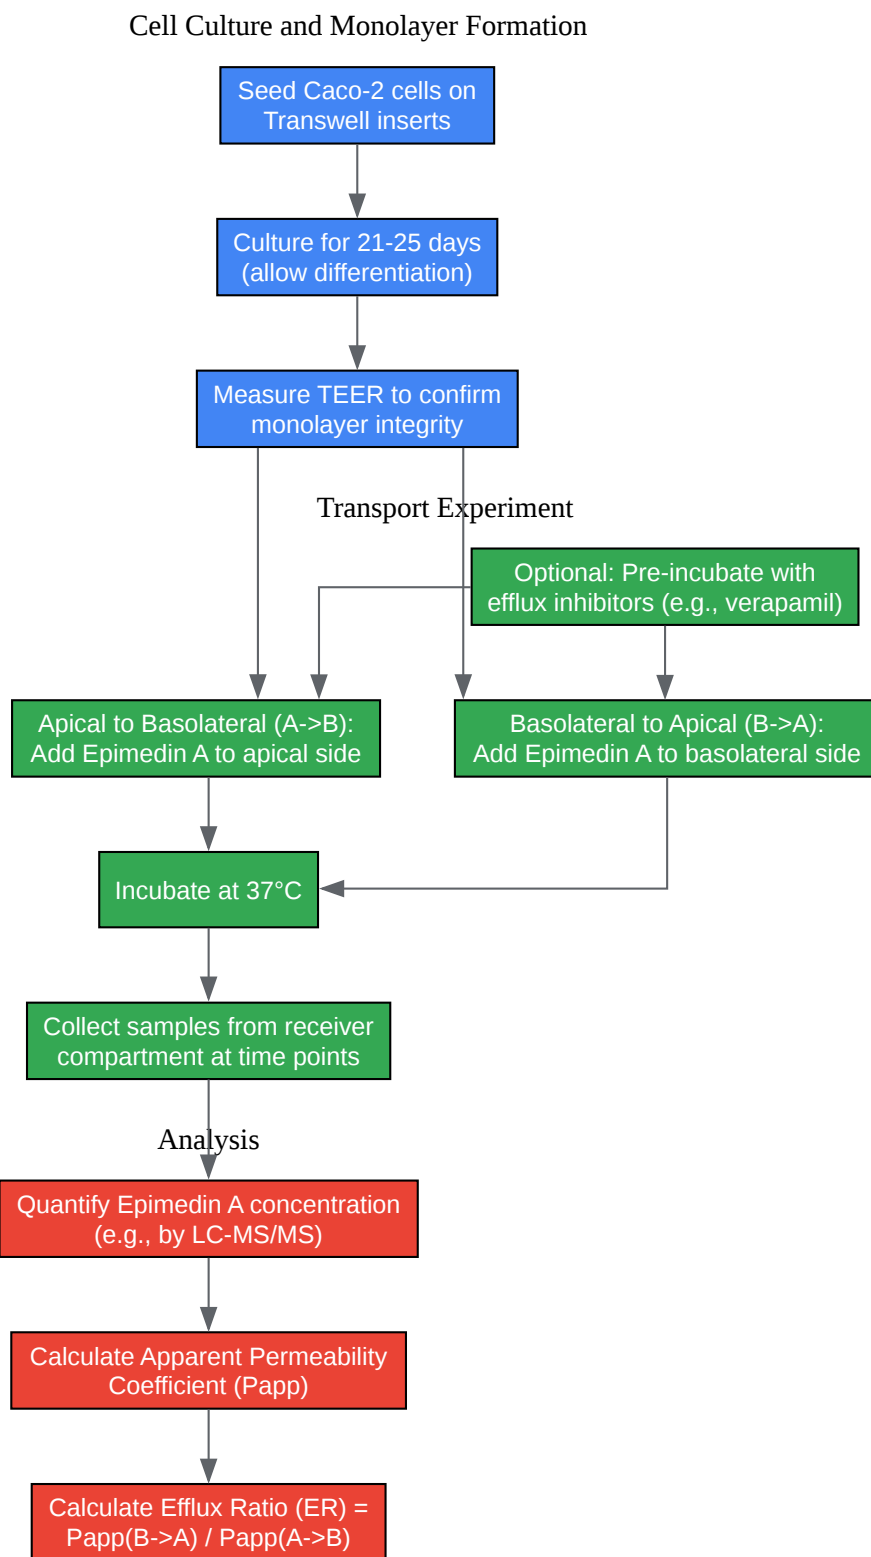 Cell Culture and Monolayer Formation
Seed Caco-2 cells on
Transwell inserts
Culture for 21-25 days
(allow differentiation)
Measure TEER to confirm
monolayer integrity
Transport Experiment
Optional: Pre-incubate with
efflux inhibitors (e.g., verapamil)
Apical to Basolateral (A->B):
Add Epimedin A to apical side
Basolateral to Apical (B->A):
Add Epimedin A to basolateral side
Incubate at 37°C
Collect samples from receiver
compartment at time points
Analysis
Quantify Epimedin A concentration
(e.g., by LC-MS/MS)
Calculate Apparent Permeability
Coefficient (Papp)
Calculate Efflux Ratio (ER) =
Papp(B->A) / Papp(A->B)